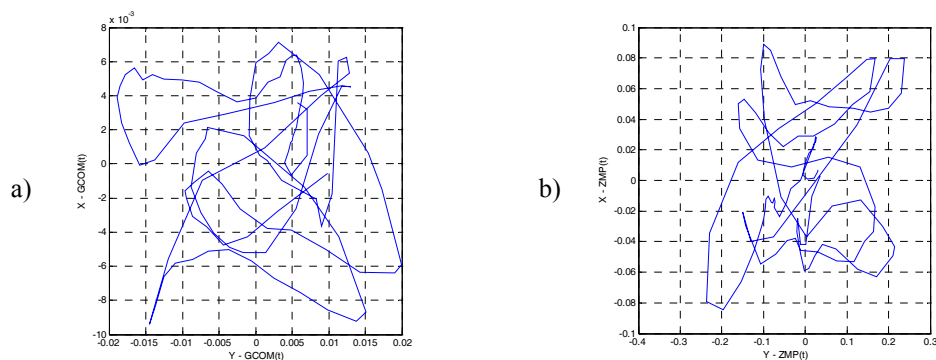 a)
x 10⁻³
8
6
4
2
0
-2
-4
-6
-8
-10
X - GCOM(t)
-0.02 -0.015 -0.01 -0.005 0 0.005 0.01 0.015 0.02
Y - GCOM(t)
b)
0.1
0.08
0.06
0.04
0.02
0
-0.02
-0.04
-0.06
-0.08
-0.1
X - ZMP(t)
-0.4 -0.3 -0.2 -0.1 0 0.1 0.2 0.3
Y - ZMP(t)